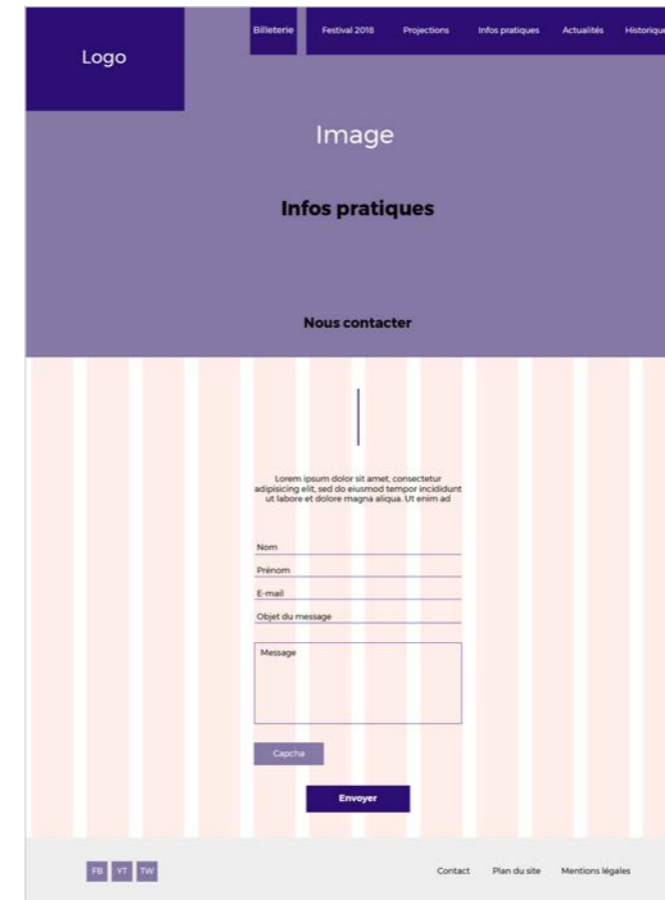 Logo
Billeterie
Festival 2018
Projections
Infos pratiques
Actualités
Historique
Image
Infos pratiques
Nous contacter
Lorem ipsum dolor sit amet, consectetur
adipisicing elit, sed do eiusmod tempor incididunt
ut labore et dolore magna aliqua. Ut enim ad
Nom
Prénom
E-mail
Objet du message
Message
Capcha
Envoyer
FB YT TW
Contact
Plan du site
Mentions légales